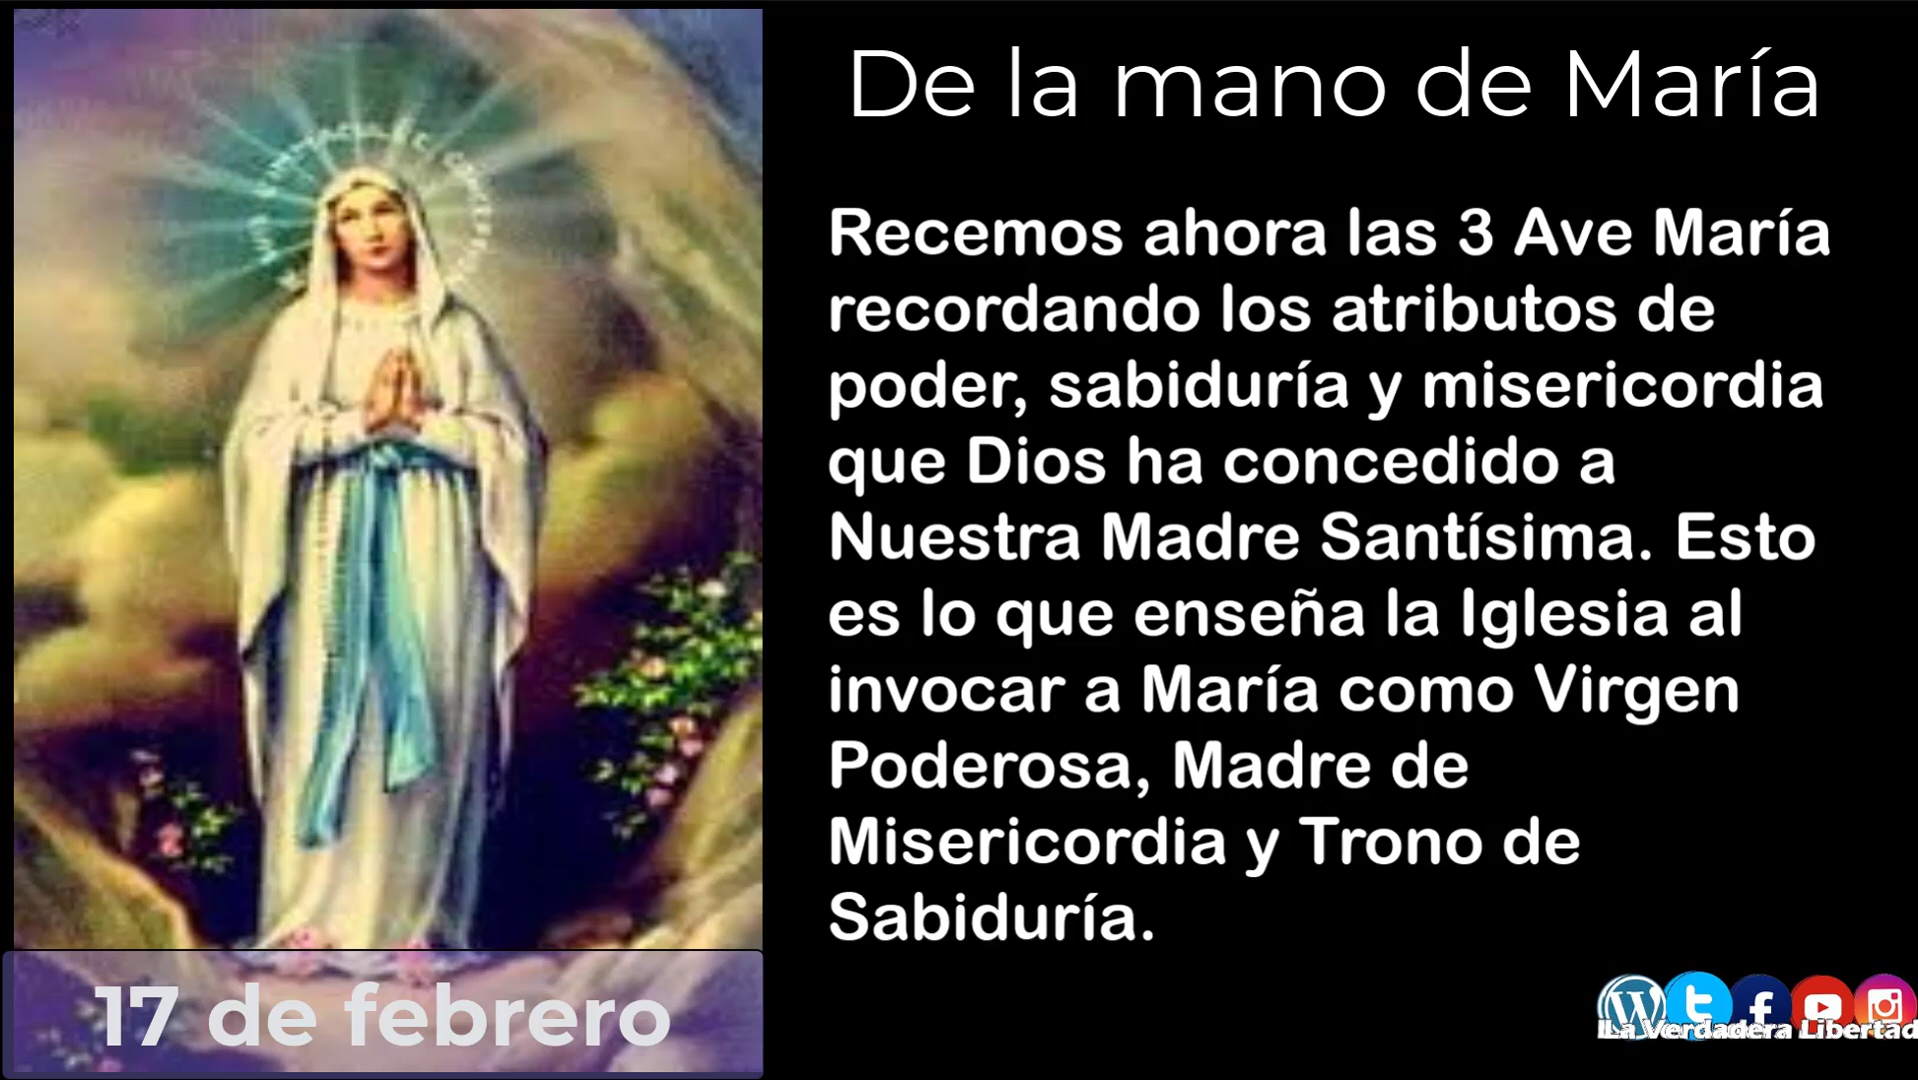 De la mano de María
Recemos ahora las 3 Ave María
recordando los atributos de
poder, sabiduría y misericordia
que Dios ha concedido a
Nuestra Madre Santísima. Esto
es lo que enseña la Iglesia al
invocar a María como Virgen
Poderosa, Madre de
Misericordia y Trono de
Sabiduría.
17 de febrero
La Verdadera Libertad